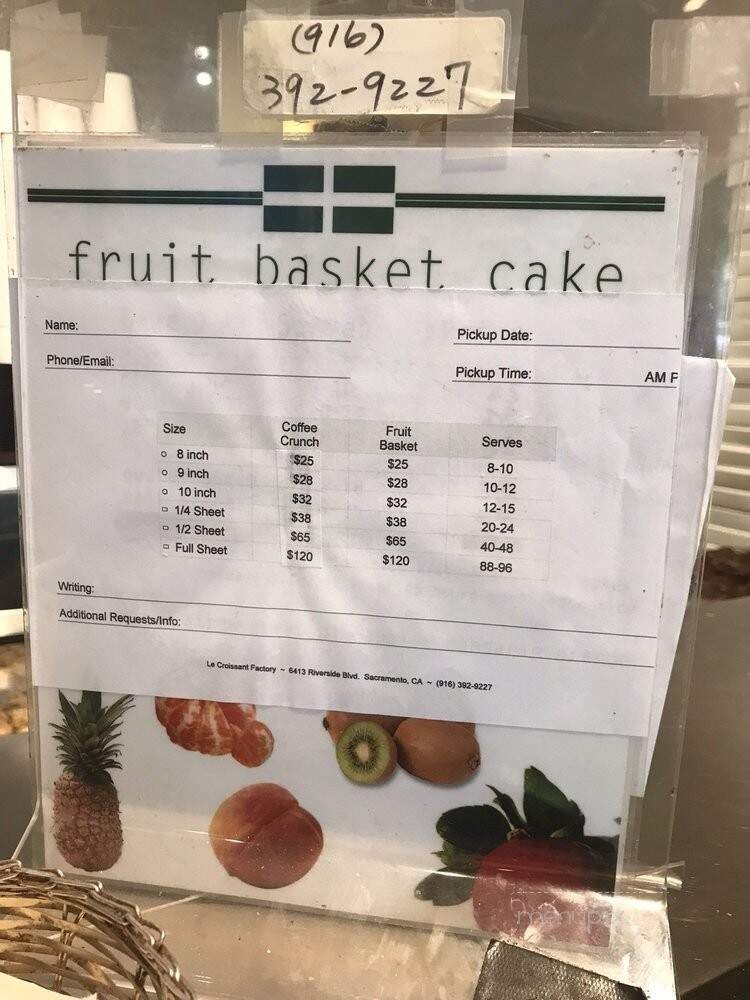 (916)
392-9227
fruit basket cake
Name:
Pickup Date:
Phone/Email:
Pickup Time: AM P
Size Coffee Crunch Fruit Basket Serves
8 inch $25 $25 8-10
9 inch $28 $28 10-12
10 inch $32 $32 12-15
1/4 Sheet $38 $38 20-24
1/2 Sheet $65 $65 40-48
Full Sheet $120 $120 88-96
Writing:
Additional Requests/Info:
Le Croissant Factory ~ 6413 Riverside Blvd. Sacramento, CA ~ (916) 392-9227